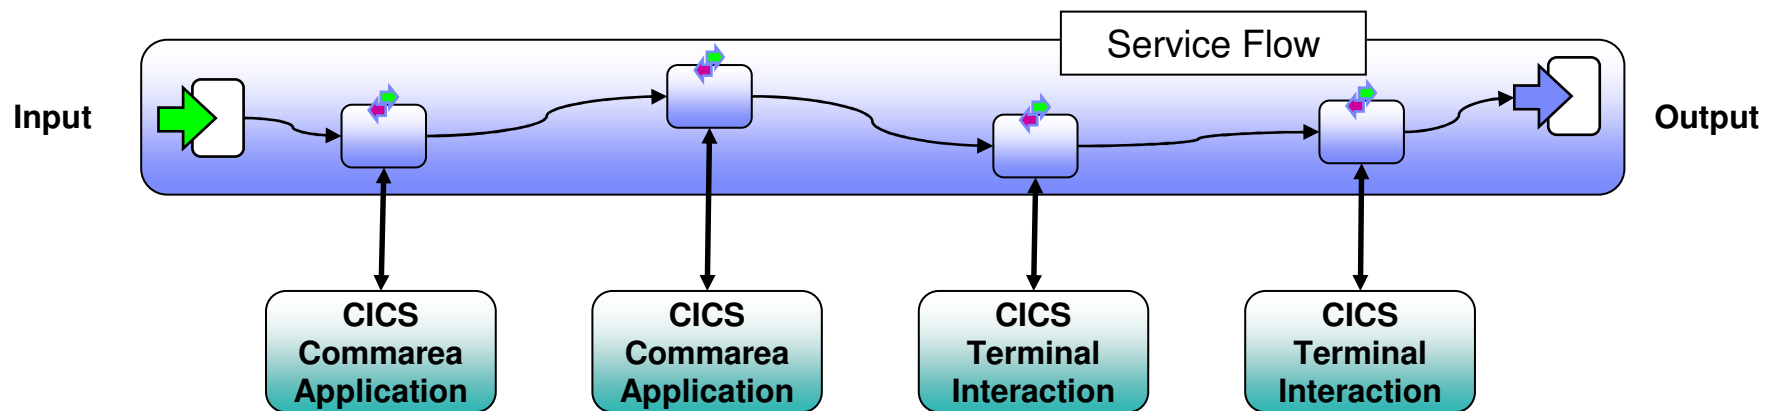 Service Flow
Input
Output
CICS
Commarea
Application
CICS
Commarea
Application
CICS
Terminal
Interaction
CICS
Terminal
Interaction